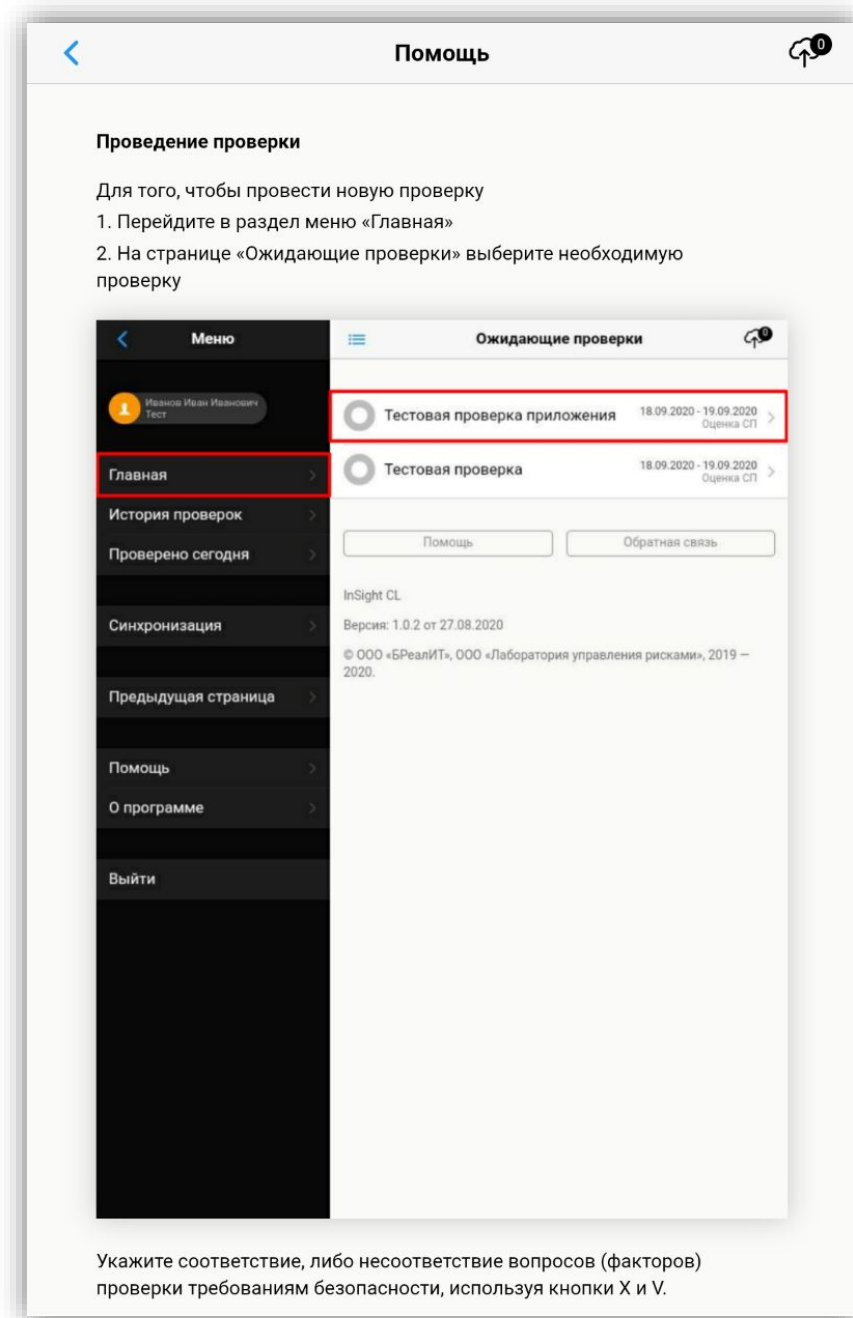 Помощь
0
Проведение проверки
Для того, чтобы провести новую проверку
1. Перейдите в раздел меню «Главная»
2. На странице «Ожидающие проверки» выберите необходимую
проверку
Меню
Ожидающие проверки
0
Иванов Иван Иванович
Тест
Тестовая проверка приложения
18.09.2020 - 19.09.2020
Оценка СП
Главная
Тестовая проверка
18.09.2020 - 19.09.2020
Оценка СП
История проверок
Проверено сегодня
Помощь
Обратная связь
InSight CL
Синхронизация
Версия: 1.0.2 от 27.08.2020
© ООО «БРеалИТ», ООО «Лаборатория управления рисками», 2019 —
2020.
Предыдущая страница
Помощь
О программе
Выйти
Укажите соответствие, либо несоответствие вопросов (факторов)
проверки требованиям безопасности, используя кнопки X и V.